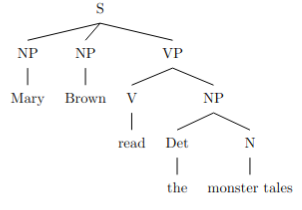 S
NP NP VP
Mary Brown V NP
read Det N
the monster tales